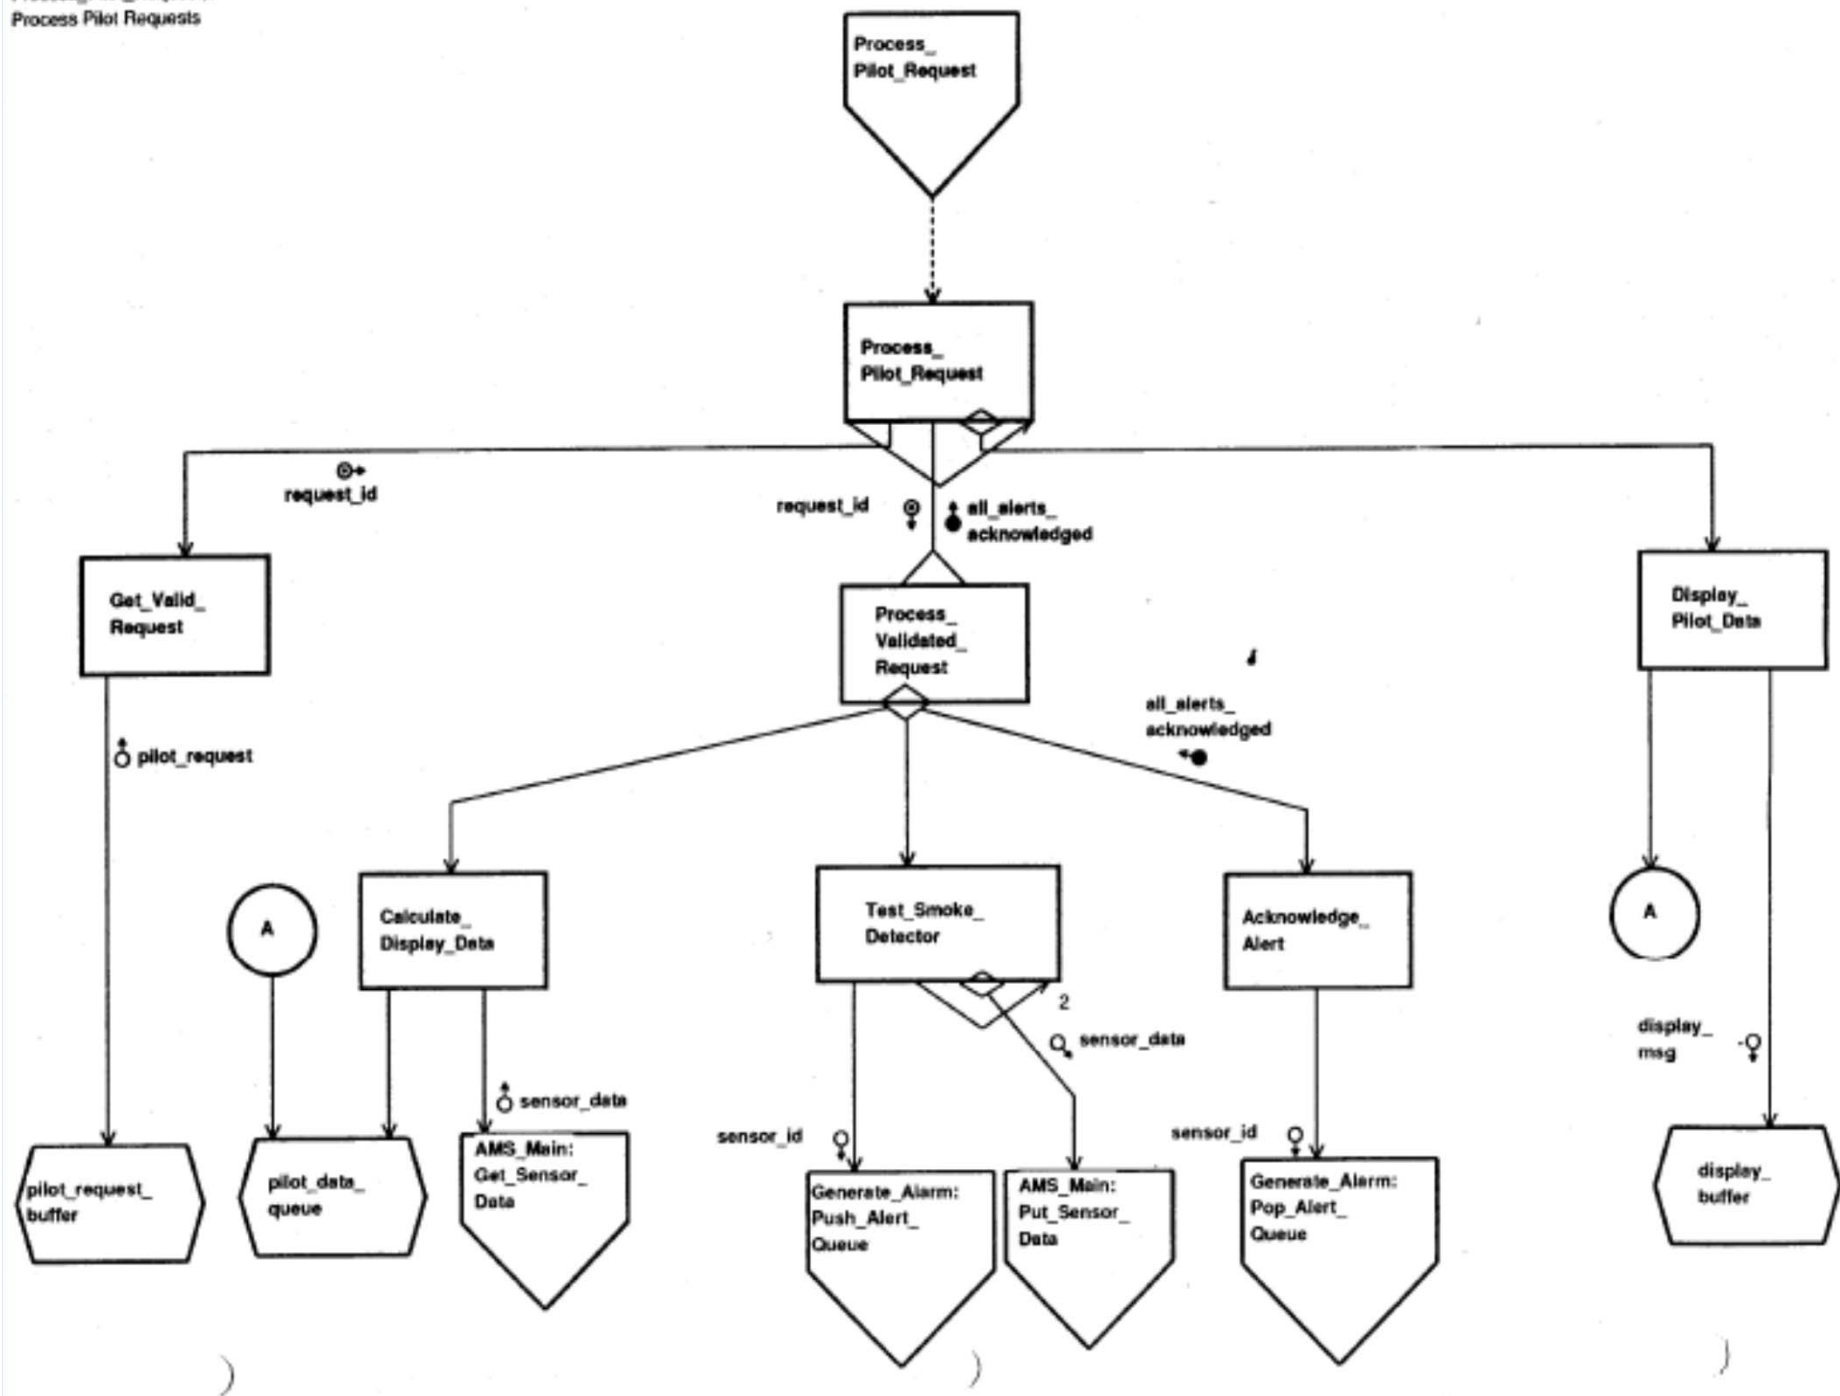 Process Pilot Requests
Process_
Pilot_Request
Process_
Pilot_Request
request_id
request_id
all_alerts_
acknowledged
Get_Valid_
Request
Process_
Validated_
Request
Display_
Pilot_Data
all_alerts_
acknowledged
pilot_request
A
Calculate_
Display_Data
Test_Smoke_
Detector
Acknowledge_
Alert
A
2
sensor_data
display_
msg
sensor_data
sensor_id
sensor_id
pilot_request_
buffer
pilot_data_
queue
AMS_Main:
Get_Sensor_
Data
Generate_Alarm:
Push_Alert_
Queue
AMS_Main:
Put_Sensor_
Data
Generate_Alarm:
Pop_Alert_
Queue
display_
buffer